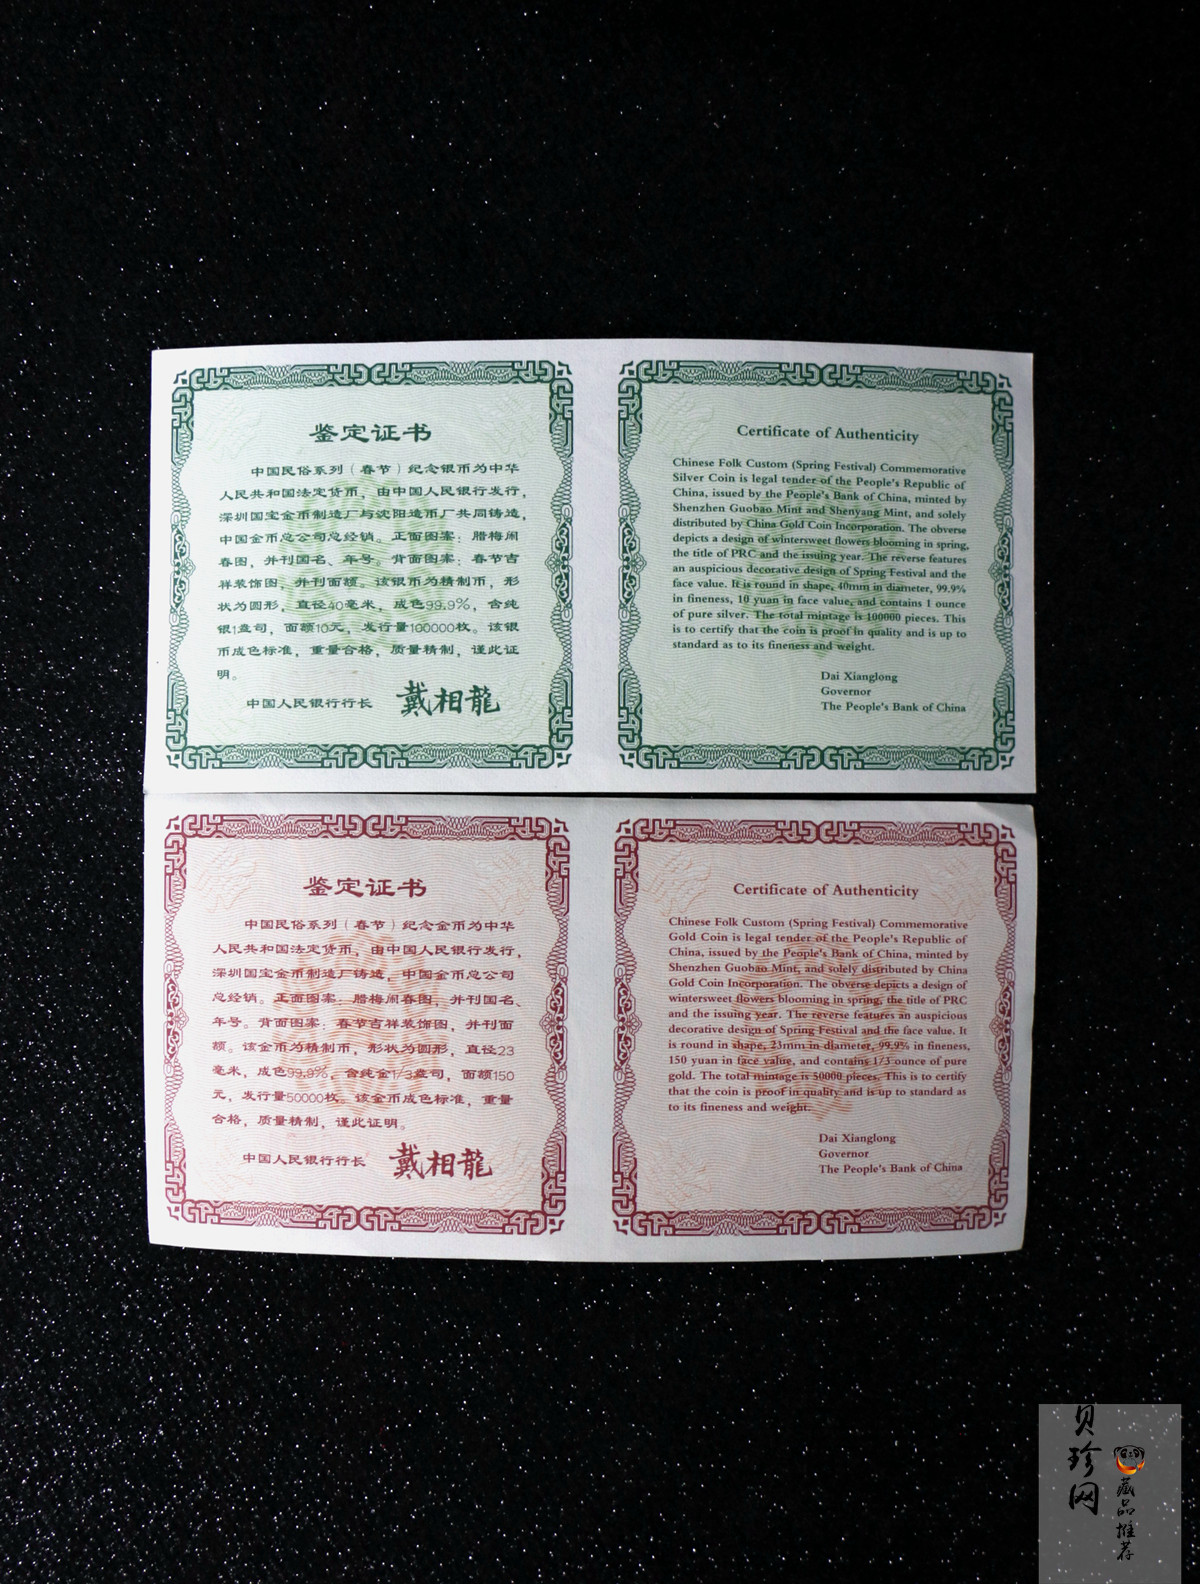 鉴定证书
中国民俗系列（春节）纪念银币为中华
人民共和国法定货币，由中国人民银行发行，
深圳国宝金币制造厂与沈阳造币厂共同铸造，
中国金币总公司总经销。正面图案：腊梅闹
春图，并刊国名、年号。背面图案：春节吉
祥装饰图，并刊面额。该银币为精制币，形
状为圆形，直径40毫米，成色99.9%，含纯
银1盎司，面额10元，发行量100000枚。该银
币成色标准，重量合格，质量精制，谨此证
明。
中国人民银行行长 戴相龍
Certificate of Authenticity
Chinese Folk Custom (Spring Festival) Commemorative
Silver Coin is legal tender of the People's Republic of
China, issued by the People's Bank of China, minted by
Shenzhen Guobao Mint and Shenyang Mint, and solely
distributed by China Gold Coin Incorporation. The obverse
depicts a design of wintersweet flowers blooming in spring,
the title of PRC and the issuing year. The reverse features
an auspicious decorative design of Spring Festival and the
face value. It is round in shape, 40mm in diameter, 99.9%
in fineness, 10 yuan in face value, and contains 1 ounce
of pure silver. The total mintage is 100000 pieces. This
is to certify that the coin is proof in quality and is up to
standard as to its fineness and weight.
Dai Xianglong
Governor
The People's Bank of China
鉴定证书
中国民俗系列（春节）纪念金币为中华
人民共和国法定货币，由中国人民银行发行，
深圳国宝金币制造厂铸造，中国金币总公司
总经销。正面图案：腊梅闹春图，并刊国名、
年号。背面图案：春节吉祥装饰图，并刊面
额。该金币为精制币，形状为圆形，直径23
毫米，成色99.9%，含纯金1/3盎司，面额150
元，发行量50000枚。该金币成色标准，重量
合格，质量精制，谨此证明。
中国人民银行行长 戴相龍
Certificate of Authenticity
Chinese Folk Custom (Spring Festival) Commemorative
Gold Coin is legal tender of the People's Republic of
China, issued by the People's Bank of China, minted by
Shenzhen Guobao Mint, and solely distributed by China
Gold Coin Incorporation. The obverse depicts a design of
wintersweet flowers blooming in spring, the title of PRC
and the issuing year. The reverse features an auspicious
decorative design of Spring Festival and the face value. It
is round in shape, 23mm in diameter, 99.9% in fineness,
150 yuan in face value, and contains 1/3 ounce of pure
gold. The total mintage is 50000 pieces. This is to certify
that the coin is proof in quality and is up to standard as
to its fineness and weight.
Dai Xianglong
Governor
The People's Bank of China
贝珍网
藏品推荐